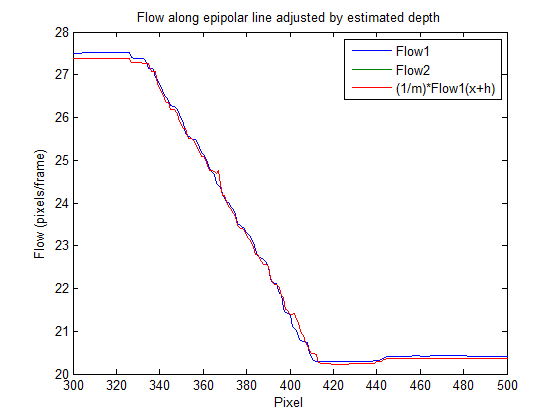 Flow along epipolar line adjusted by estimated depth
Flow1
Flow2
(1/m)*Flow1(x+h)
Flow (pixels/frame)
28
27
26
25
24
23
22
21
20
300 320 340 360 380 400 420 440 460 480 500
Pixel